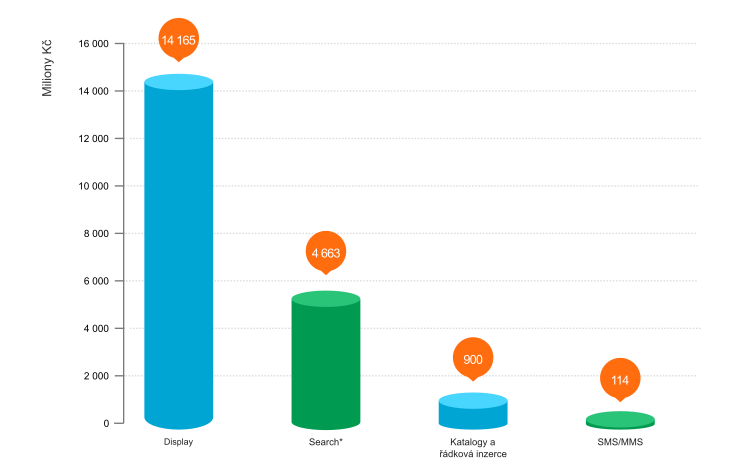 Miliony Kč
16 000
14 000
12 000
10 000
8 000
6 000
4 000
2 000
0
14 165
4 663
900
114
Display
Search*
Katalogy a
řádková inzerce
SMS/MMS